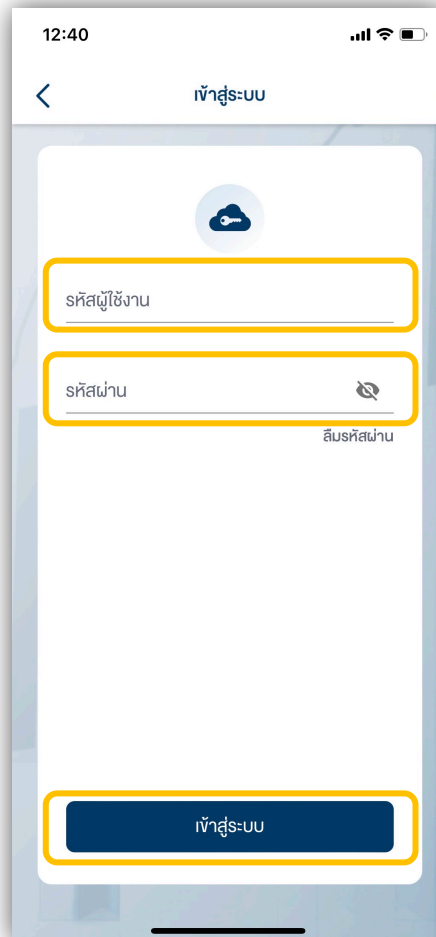 12:40
เข้าสู่ระบบ
รหัสผู้ใช้งาน
รหัสผ่าน
ลืมรหัสผ่าน
เข้าสู่ระบบ